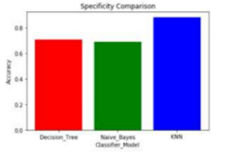 Specificity Comparison
0.8
0.6
0.4
0.2
0.0
Accuracy
Decision_Tree Naive_Bayes KNN
Classifier_Model